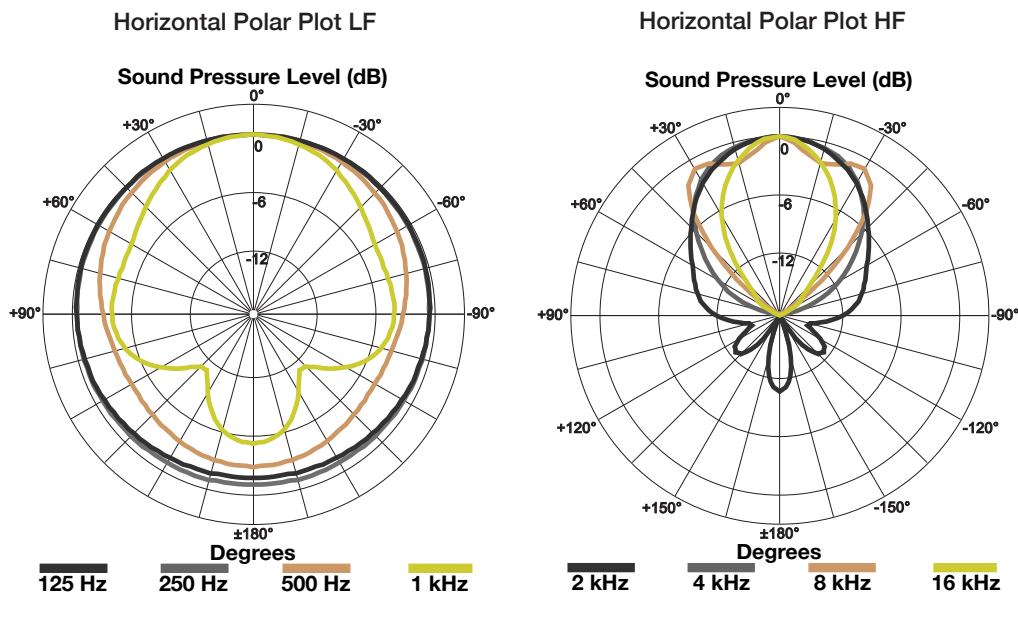 Horizontal Polar Plot LF
Sound Pressure Level (dB)
0°
+30°
-30°
0
+60°
-6
-60°
-12
+90°
-90°
±180°
Degrees
125 Hz
250 Hz
500 Hz
1 kHz
Horizontal Polar Plot HF
Sound Pressure Level (dB)
0°
+30°
-30°
0
+60°
-6
-60°
-12
+90°
-90°
+120°
-120°
+150°
-150°
±180°
Degrees
2 kHz
4 kHz
8 kHz
16 kHz